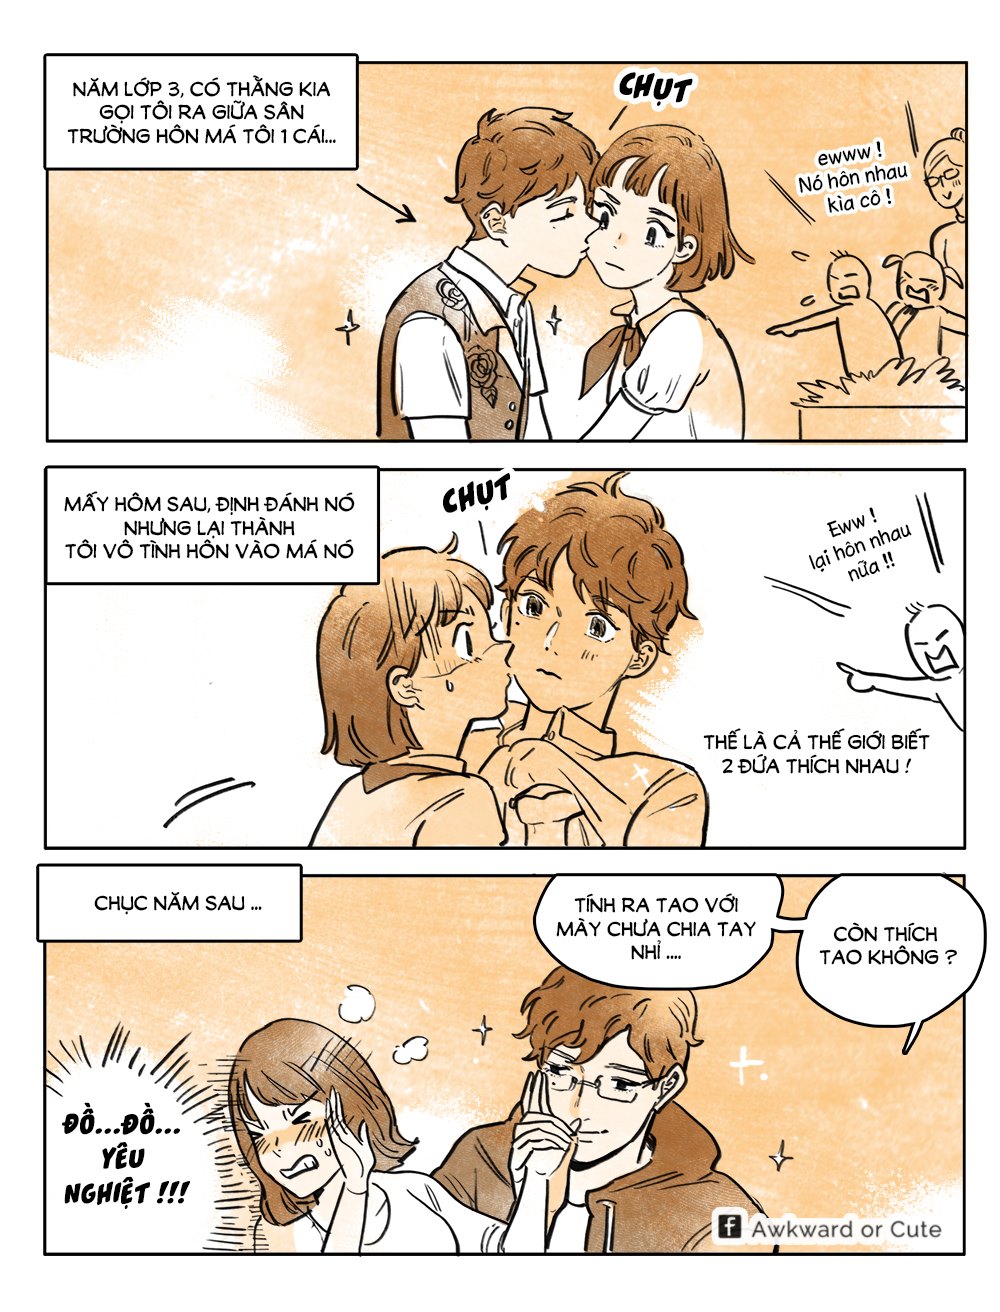 NĂM LỚP 3, CÓ THẰNG KIA
GỌI TÔI RA GIỮA SÂN
TRƯỜNG HÔN MÁ TÔI 1 CÁI...
CHỤT
ewww !
Nó hôn nhau
kìa cô !
MẤY HÔM SAU, ĐỊNH ĐÁNH NÓ
NHƯNG LẠI THÀNH
TÔI VÔ TÌNH HÔN VÀO MÁ NÓ
CHỤT
Eww !
lại hôn nhau
nữa !!
THẾ LÀ CẢ THẾ GIỚI BIẾT
2 ĐỨA THÍCH NHAU !
CHỤC NĂM SAU ...
TÍNH RA TAO VỚI
MÀY CHƯA CHIA TAY
NHỈ ....
CÒN THÍCH
TAO KHÔNG ?
ĐỒ...ĐỒ...
YÊU
NGHIỆT !!!
f Awkward or Cute